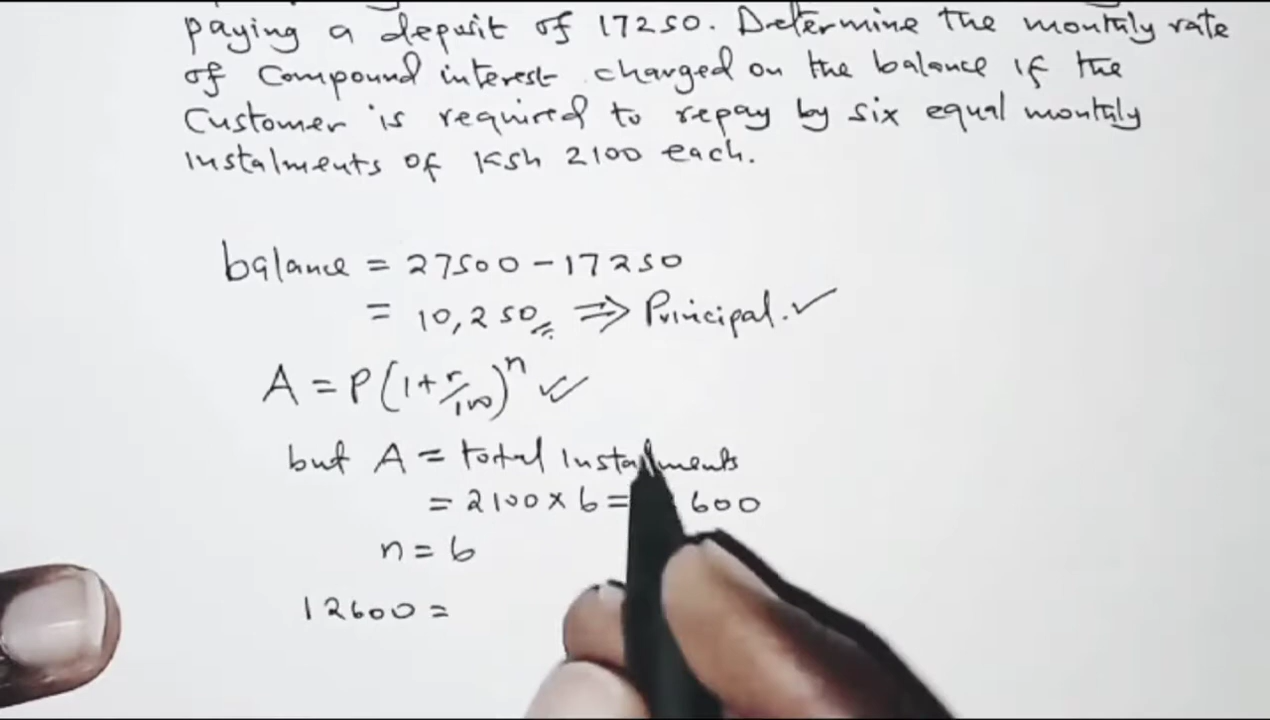 paying a deposit of 17250. Determine the monthly rate
of compound interest charged on the balance if the
Customer is required to repay by six equal monthly
instalments of Ksh 2100 each.
balance = 27500 - 17250
= 10,250 ⇒ Principal. ✓
A = P(1+r/100)^n ✓
but A = total instalments
= 2100 × 6 = 600
n = 6
12600 =